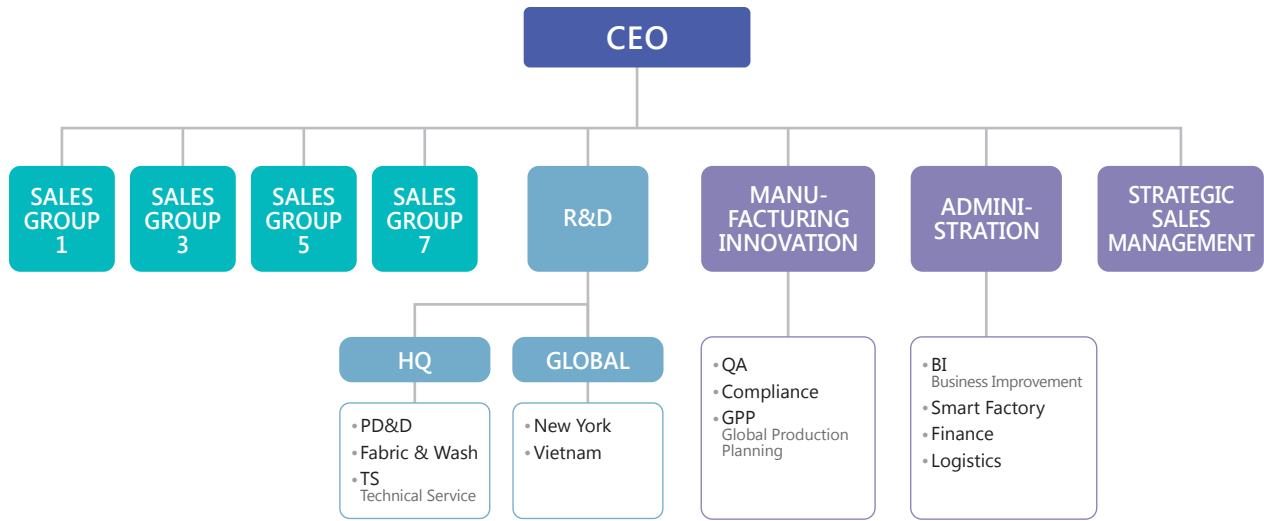 CEO
SALES
GROUP
1
SALES
GROUP
3
SALES
GROUP
5
SALES
GROUP
7
R&D
MANU-
FACTURING
INNOVATION
ADMINI-
STRATION
STRATEGIC
SALES
MANAGEMENT
HQ
• PD&D
• Fabric & Wash
• TS
Technical Service
GLOBAL
• New York
• Vietnam
• QA
• Compliance
• GPP
Global Production
Planning
• BI
Business Improvement
• Smart Factory
• Finance
• Logistics